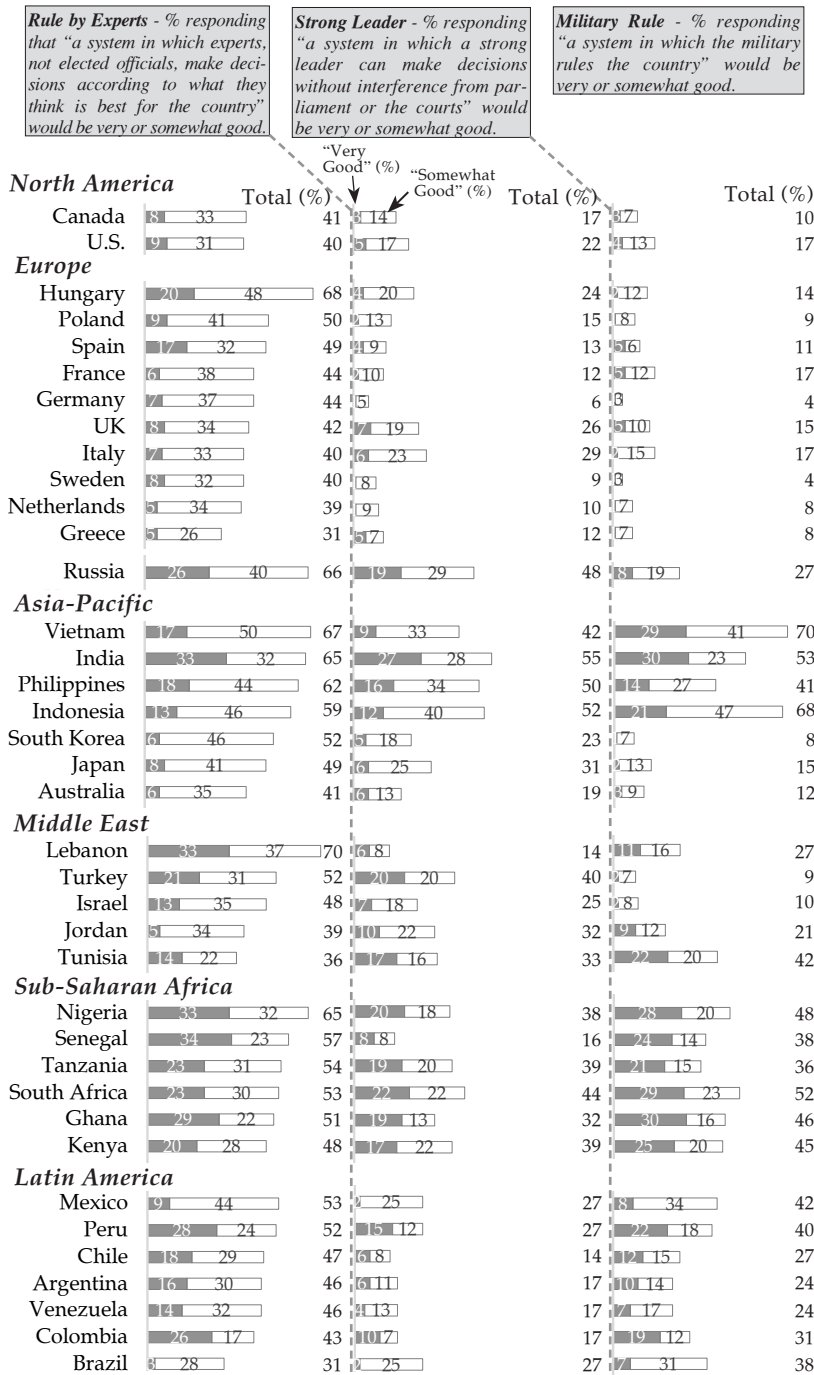 Rule by Experts - % responding
that “a system in which experts,
not elected officials, make deci-
sions according to what they
think is best for the country”
would be very or somewhat good.
Strong Leader - % responding
“a system in which a strong
leader can make decisions
without interference from par-
liament or the courts” would
be very or somewhat good.
Military Rule - % responding
“a system in which the military
rules the country” would be
very or somewhat good.
“Very
Good” (%)
“Somewhat
Good” (%)
North America
Total (%) Total (%) Total (%)
Canada 8 33 41 3 14 17 3 7 10
U.S. 9 31 40 5 17 22 4 13 17
Europe
Hungary 20 48 68 4 20 24 2 12 14
Poland 9 41 50 2 13 15 8 9
Spain 17 32 49 4 9 13 5 6 11
France 6 38 44 2 10 12 5 12 17
Germany 7 37 44 5 6 3 4
UK 8 34 42 7 19 26 5 10 15
Italy 7 33 40 6 23 29 2 15 17
Sweden 8 32 40 8 9 3 4
Netherlands 5 34 39 9 10 7 8
Greece 5 26 31 5 7 12 7 8
Russia 26 40 66 19 29 48 8 19 27
Asia-Pacific
Vietnam 17 50 67 9 33 42 29 41 70
India 33 32 65 27 28 55 30 23 53
Philippines 18 44 62 16 34 50 14 27 41
Indonesia 13 46 59 12 40 52 21 47 68
South Korea 6 46 52 5 18 23 7 8
Japan 8 41 49 6 25 31 2 13 15
Australia 6 35 41 6 13 19 3 9 12
Middle East
Lebanon 33 37 70 6 8 14 11 16 27
Turkey 21 31 52 20 20 40 2 7 9
Israel 13 35 48 7 18 25 2 8 10
Jordan 5 34 39 10 22 32 9 12 21
Tunisia 14 22 36 17 16 33 22 20 42
Sub-Saharan Africa
Nigeria 33 32 65 20 18 38 28 20 48
Senegal 34 23 57 8 8 16 24 14 38
Tanzania 23 31 54 19 20 39 21 15 36
South Africa 23 30 53 22 22 44 29 23 52
Ghana 29 22 51 19 13 32 30 16 46
Kenya 20 28 48 17 22 39 25 20 45
Latin America
Mexico 9 44 53 2 25 27 8 34 42
Peru 28 24 52 15 12 27 22 18 40
Chile 18 29 47 6 8 14 12 15 27
Argentina 16 30 46 6 11 17 10 14 24
Venezuela 14 32 46 4 13 17 7 17 24
Colombia 26 17 43 10 7 17 19 12 31
Brazil 3 28 31 2 25 27 7 31 38